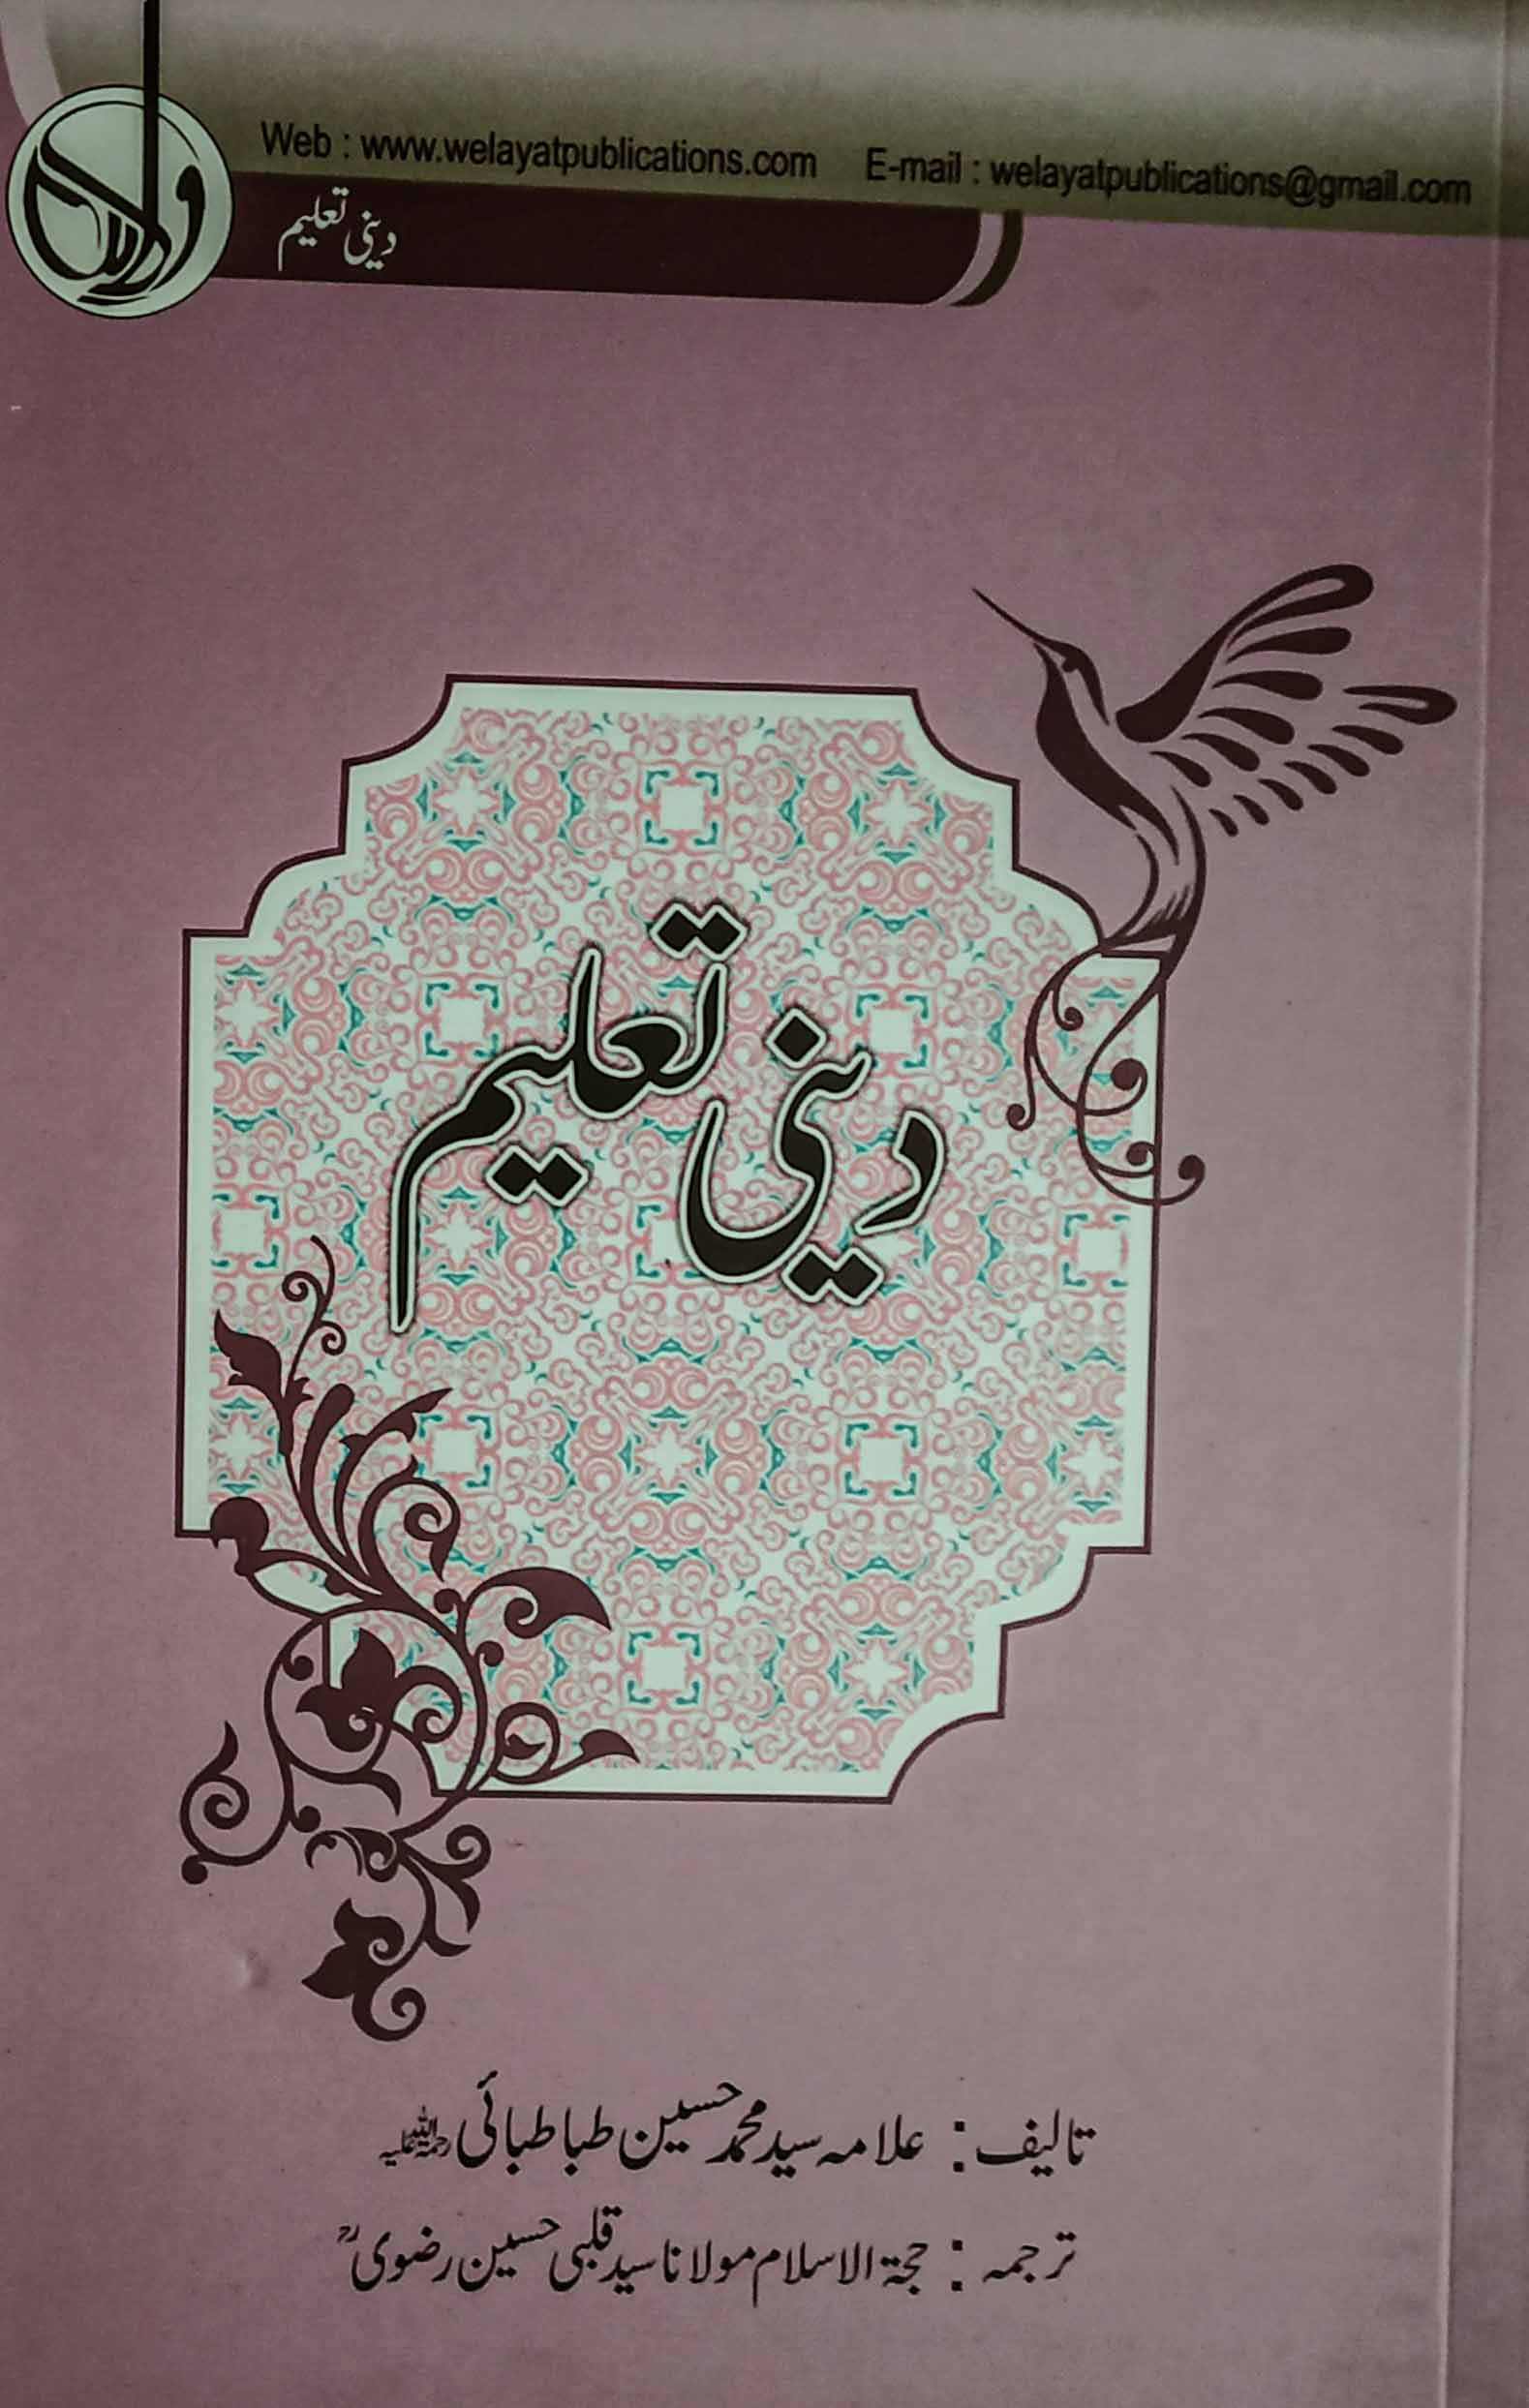 Web : www.welayatpublications.com E-mail : welayatpublications@gmail.com
ولایت
دینی تعلیم
دینی تعلیم
تالیف : علامہ سید محمد حسین طباطبائی رحمۃ اللہ علیہ
ترجمہ : حجۃ الاسلام مولانا سید قلبی حسین رضوی رح